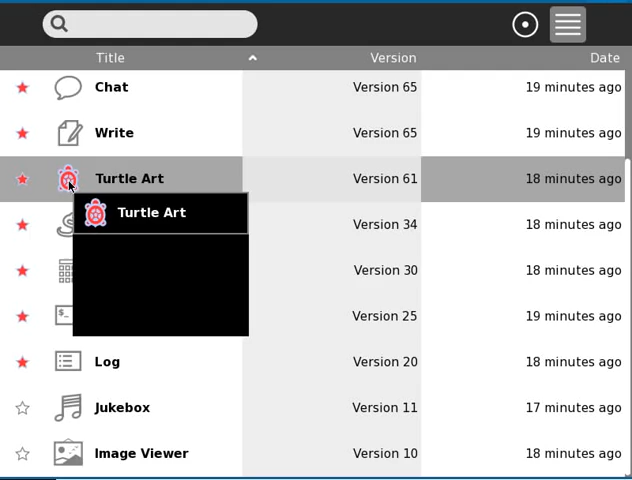 Title Version Date
Chat Version 65 19 minutes ago
Write Version 65 19 minutes ago
Turtle Art Version 61 18 minutes ago
Turtle Art
Version 34 18 minutes ago
Version 30 18 minutes ago
$_ Version 25 19 minutes ago
Log Version 20 18 minutes ago
Jukebox Version 11 17 minutes ago
Image Viewer Version 10 18 minutes ago